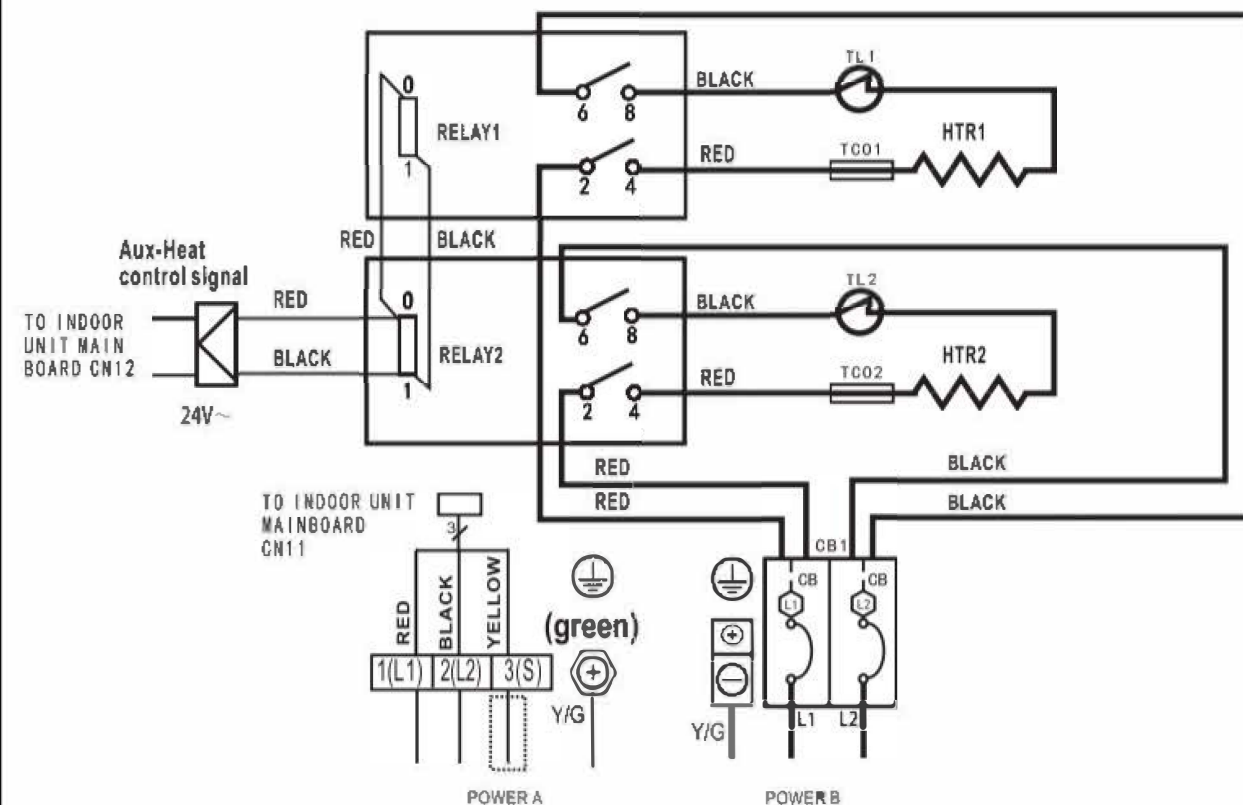 TL1
BLACK
0
6
8
RELAY1
HTR1
RED
TC01
1
2
4
RED
BLACK
Aux-Heat
control signal
TL2
RED
0
BLACK
6
8
TO INDOOR
UNIT MAIN
BOARD CN12
BLACK
RELAY2
HTR2
RED
TC02
1
2
4
24V~
RED
BLACK
TO INDOOR UNIT
MAINBOARD
CN11
RED
BLACK
3
CB1
CB
CB
L1
L2
RED
BLACK
YELLOW
(green)
1(L1)
2(L2)
3(S)
Y/G
L1
L2
Y/G
POWER A
POWER B